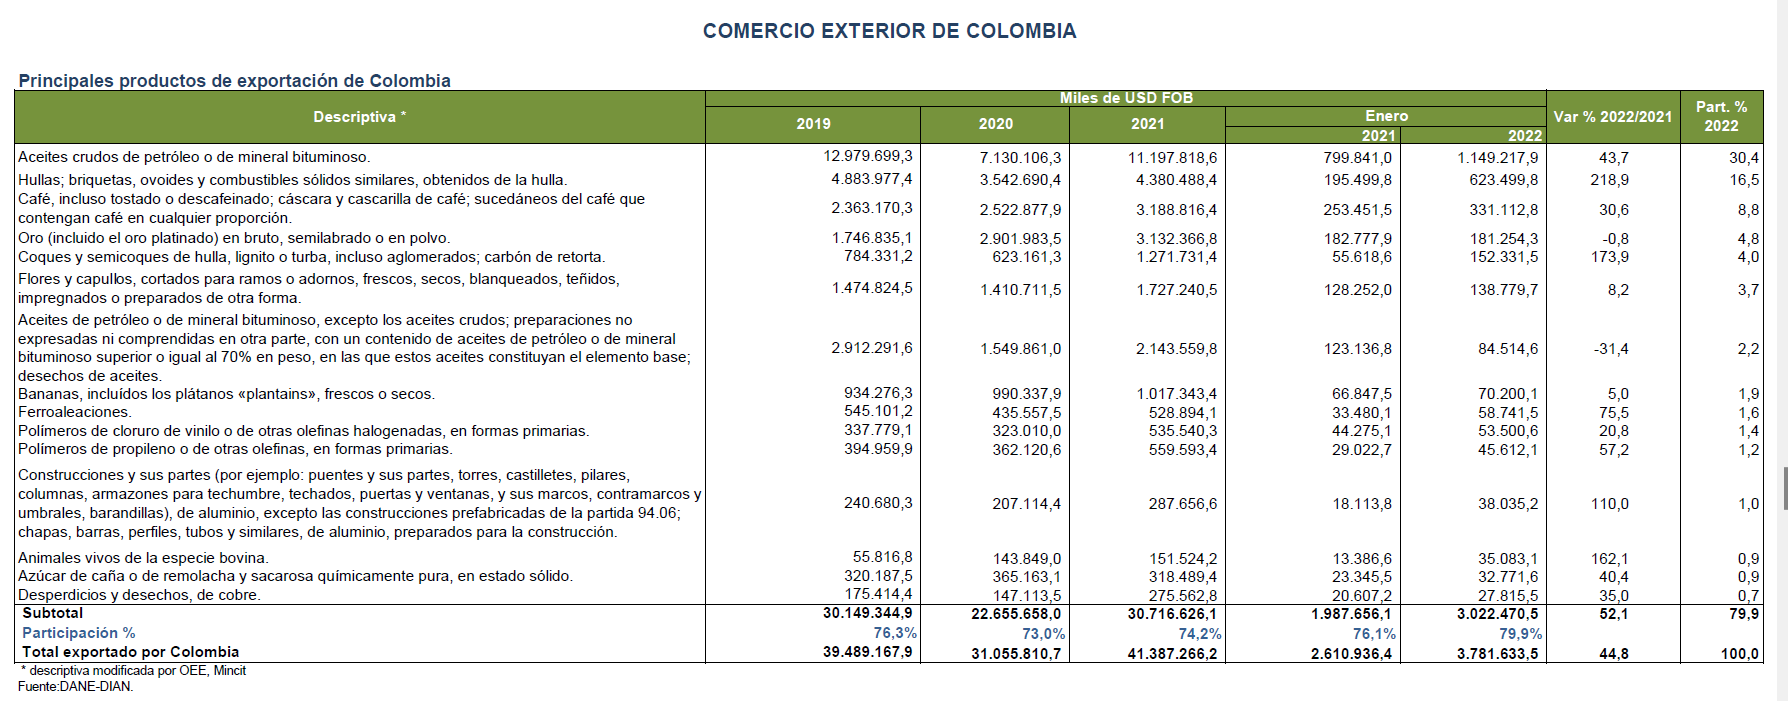 COMERCIO EXTERIOR DE COLOMBIA
Principales productos de exportación de Colombia
Descriptiva * Miles de USD FOB Var % 2022/2021 Part. % 2022
2019 2020 2021 Enero
2021 2022
Aceites crudos de petróleo o de mineral bituminoso. 12.979.699,3 7.130.106,3 11.197.818,6 799.841,0 1.149.217,9 43,7 30,4
Hullas; briquetas, ovoides y combustibles sólidos similares, obtenidos de la hulla. 4.883.977,4 3.542.690,4 4.380.488,4 195.499,8 623.499,8 218,9 16,5
Café, incluso tostado o descafeinado; cáscara y cascarilla de café; sucedáneos del café que
contengan café en cualquier proporción. 2.363.170,3 2.522.877,9 3.188.816,4 253.451,5 331.112,8 30,6 8,8
Oro (incluido el oro platinado) en bruto, semilabrado o en polvo. 1.746.835,1 2.901.983,5 3.132.366,8 182.777,9 181.254,3 -0,8 4,8
Coques y semicoques de hulla, lignito o turba, incluso aglomerados; carbón de retorta. 784.331,2 623.161,3 1.271.731,4 55.618,6 152.331,5 173,9 4,0
Flores y capullos, cortados para ramos o adornos, frescos, secos, blanqueados, teñidos,
impregnados o preparados de otra forma. 1.474.824,5 1.410.711,5 1.727.240,5 128.252,0 138.779,7 8,2 3,7
Aceites de petróleo o de mineral bituminoso, excepto los aceites crudos; preparaciones no
expresadas ni comprendidas en otra parte, con un contenido de aceites de petróleo o de mineral
bituminoso superior o igual al 70% en peso, en las que estos aceites constituyan el elemento base; 2.912.291,6 1.549.861,0 2.143.559,8 123.136,8 84.514,6 -31,4 2,2
desechos de aceites.
Bananas, incluídos los plátanos «plantains», frescos o secos. 934.276,3 990.337,9 1.017.343,4 66.847,5 70.200,1 5,0 1,9
Ferroaleaciones. 545.101,2 435.557,5 528.894,1 33.480,1 58.741,5 75,5 1,6
Polímeros de cloruro de vinilo o de otras olefinas halogenadas, en formas primarias. 337.779,1 323.010,0 535.540,3 44.275,1 53.500,6 20,8 1,4
Polímeros de propileno o de otras olefinas, en formas primarias. 394.959,9 362.120,6 559.593,4 29.022,7 45.612,1 57,2 1,2
Construcciones y sus partes (por ejemplo: puentes y sus partes, torres, castilletes, pilares,
columnas, armazones para techumbre, techados, puertas y ventanas, y sus marcos, contramarcos y
umbrales, barandillas), de aluminio, excepto las construcciones prefabricadas de la partida 94.06; 240.680,3 207.114,4 287.656,6 18.113,8 38.035,2 110,0 1,0
chapas, barras, perfiles, tubos y similares, de aluminio, preparados para la construcción.
Animales vivos de la especie bovina. 55.816,8 143.849,0 151.524,2 13.386,6 35.083,1 162,1 0,9
Azúcar de caña o de remolacha y sacarosa químicamente pura, en estado sólido. 320.187,5 365.163,1 318.489,4 23.345,5 32.771,6 40,4 0,9
Desperdicios y desechos, de cobre. 175.414,4 147.113,5 275.562,8 20.607,2 27.815,5 35,0 0,7
Subtotal 30.149.344,9 22.655.658,0 30.716.626,1 1.987.656,1 3.022.470,5 52,1 79,9
Participación % 76,3% 73,0% 74,2% 76,1% 79,9%
Total exportado por Colombia 39.489.167,9 31.055.810,7 41.387.266,2 2.610.936,4 3.781.633,5 44,8 100,0
* descriptiva modificada por OEE, Mincit
Fuente:DANE-DIAN.